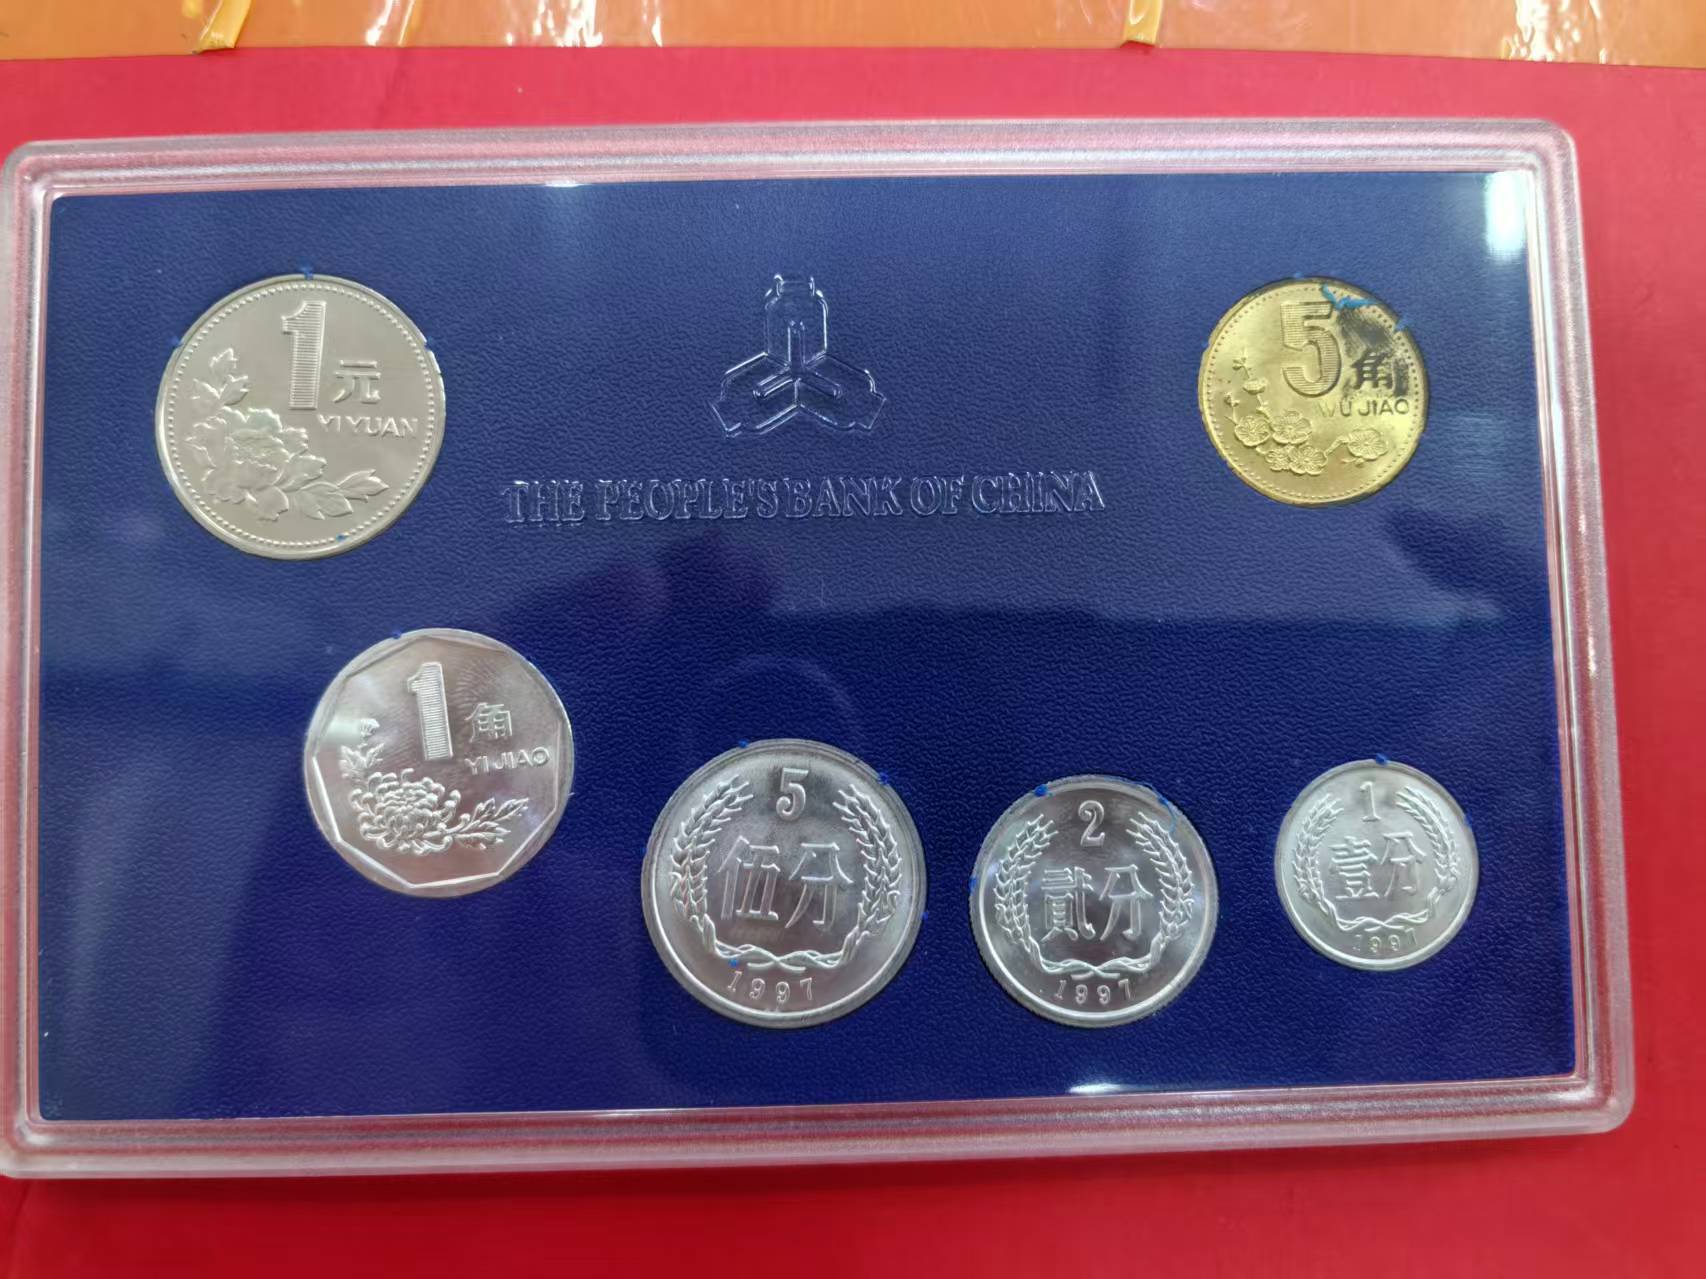 1元
YI YUAN
THE PEOPLE'S BANK OF CHINA
5角
WU JIAO
1角
YI JIAO
5
伍分
1997
2
贰分
1997
1
壹分
1997